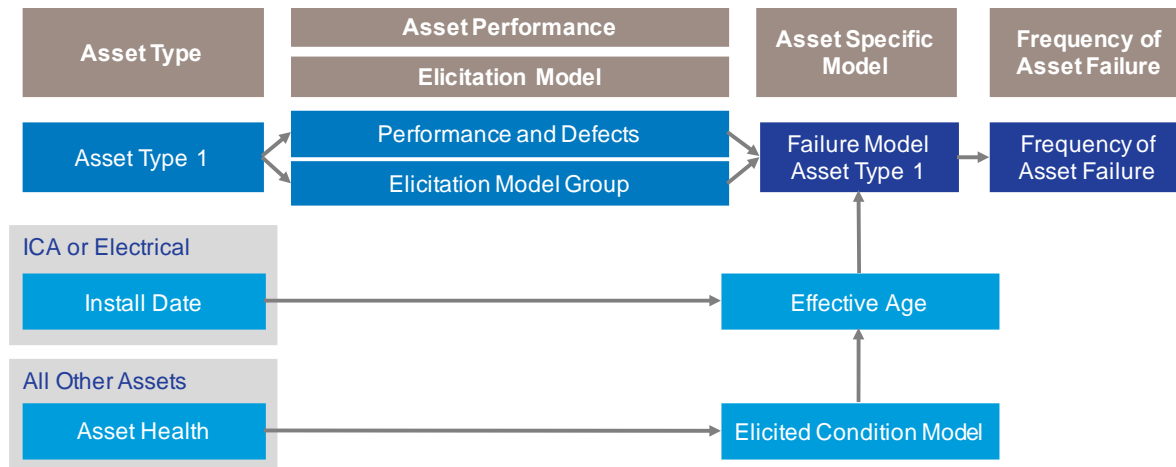 Asset Type
Asset Performance
Elicitation Model
Asset Specific
Model
Frequency of
Asset Failure
Asset Type 1
Performance and Defects
Elicitation Model Group
Failure Model
Asset Type 1
Frequency of
Asset Failure
ICA or Electrical
Install Date
Effective Age
All Other Assets
Asset Health
Elicited Condition Model